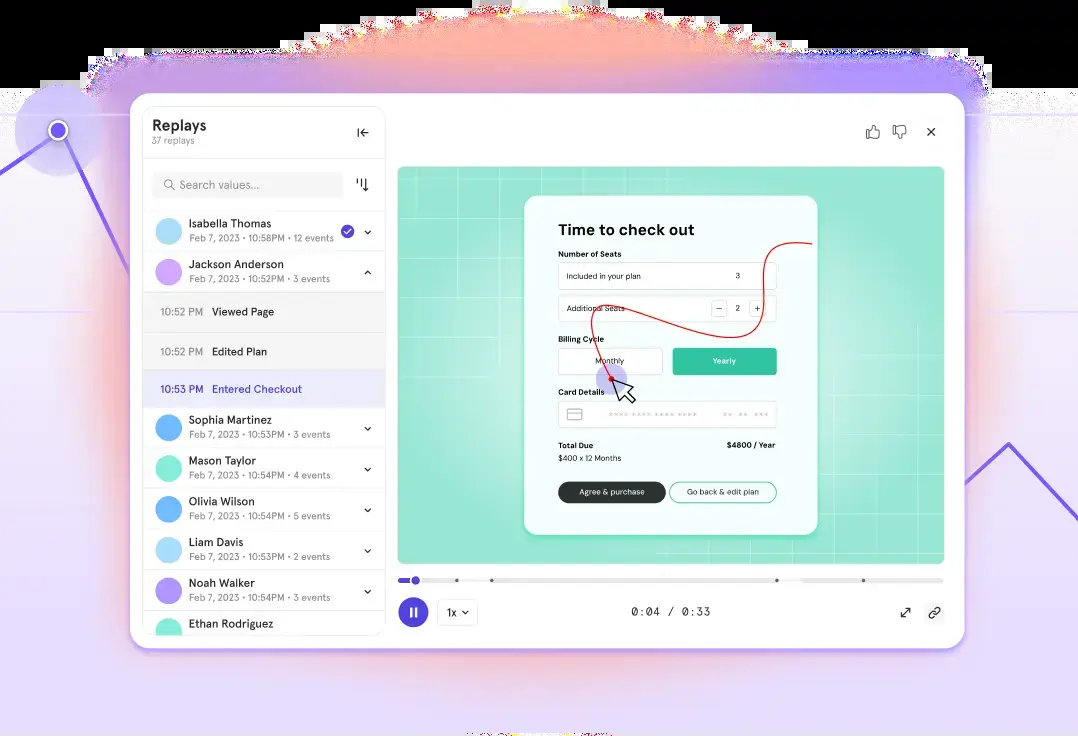 Replays
37 replays
Search values...
Isabella Thomas
Feb 7, 2023 • 10:58PM • 12 events
Jackson Anderson
Feb 7, 2023 • 10:52PM • 3 events
10:52 PM Viewed Page
10:52 PM Edited Plan
10:53 PM Entered Checkout
Sophia Martinez
Feb 7, 2023 • 10:53PM • 3 events
Mason Taylor
Feb 7, 2023 • 10:54PM • 4 events
Olivia Wilson
Feb 7, 2023 • 10:54PM • 5 events
Liam Davis
Feb 7, 2023 • 10:53PM • 2 events
Noah Walker
Feb 7, 2023 • 10:54PM • 3 events
Ethan Rodriguez
Time to check out
Number of Seats
Included in your plan 3
Additional Seats − 2 +
Billing Cycle
Monthly Yearly
Card Details
**** **** **** **** ** ** ***
Total Due $4800 / Year
$400 x 12 Months
Agree & purchase Go back & edit plan
1x 0:04 / 0:33